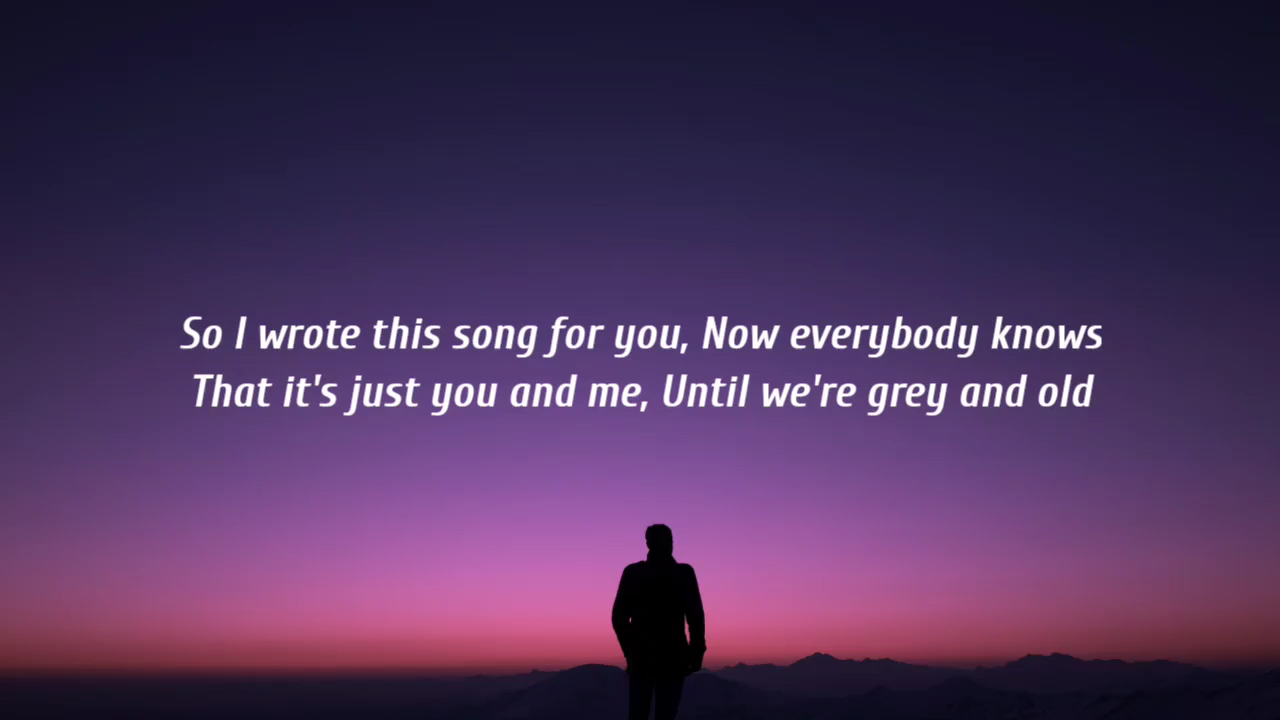 So I wrote this song for you, Now everybody knows
That it's just you and me, Until we're grey and old